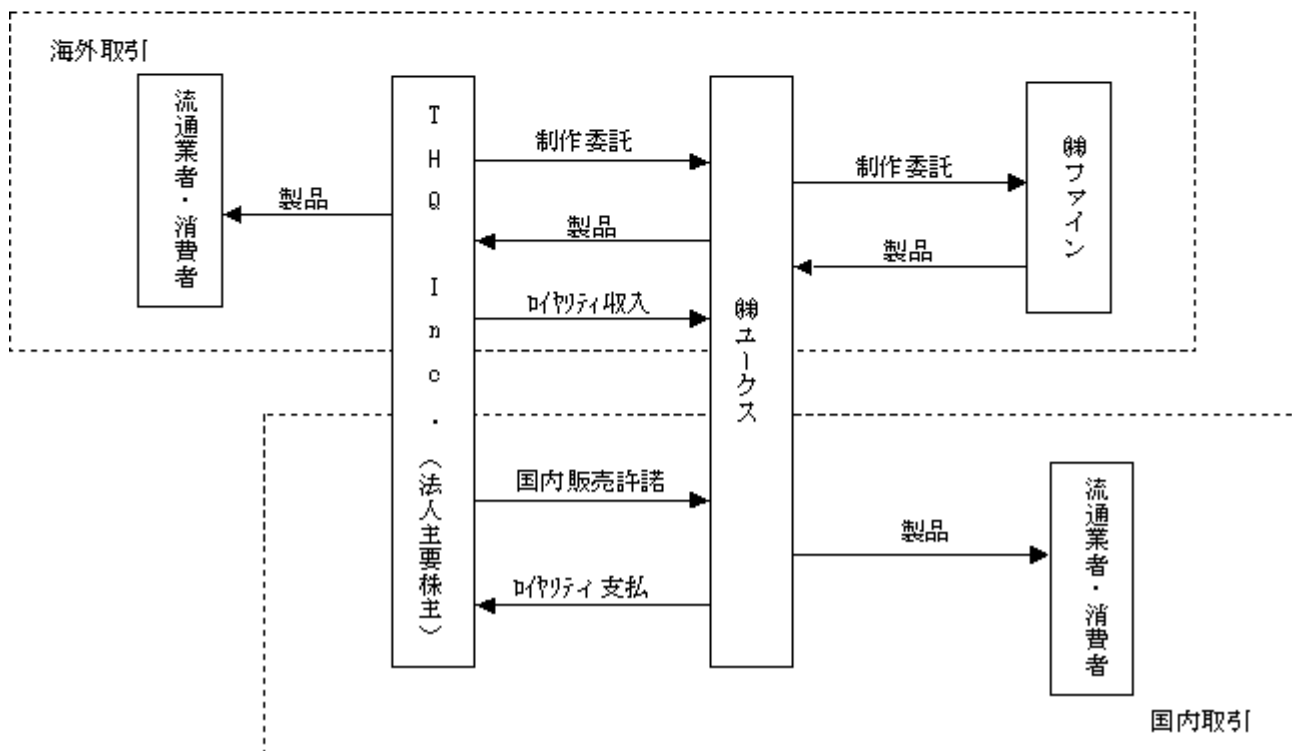 海外取引
流通業者・消費者
製品
THQ Inc.(法人主要株主)
制作委託
製品
ロイヤリティ収入
国内販売許諾
ロイヤリティ支払
㈱ユークス
制作委託
製品
㈱ファイン
製品
流通業者・消費者
国内取引